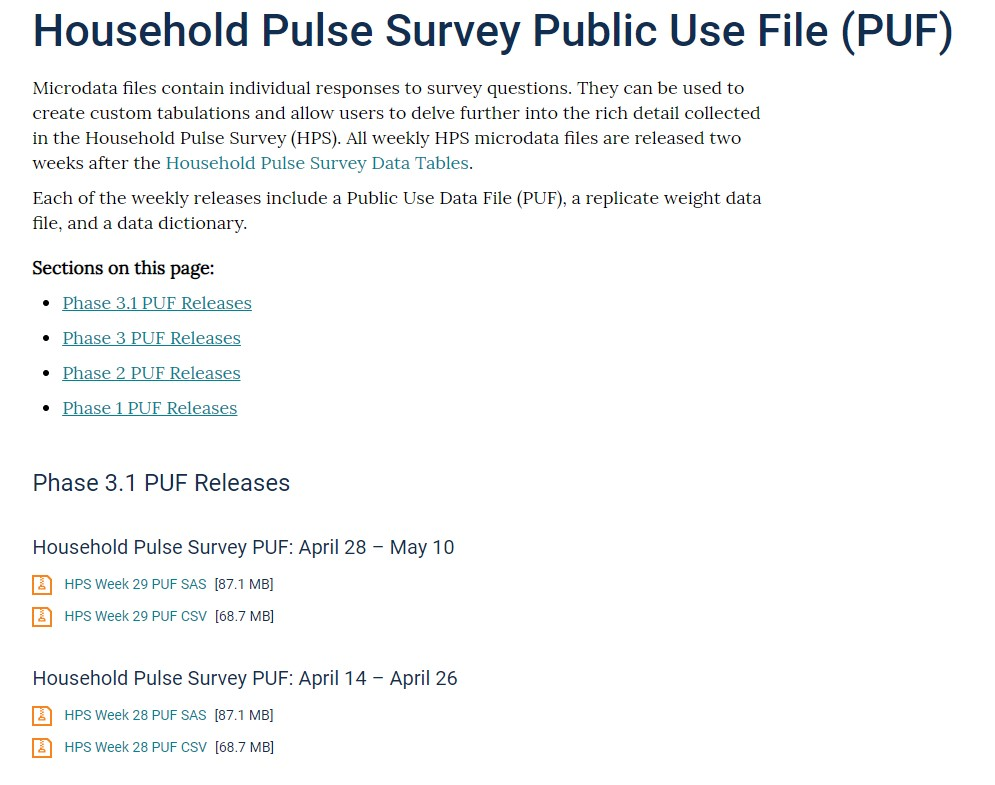 Household Pulse Survey Public Use File (PUF)
Microdata files contain individual responses to survey questions. They can be used to
create custom tabulations and allow users to delve further into the rich detail collected
in the Household Pulse Survey (HPS). All weekly HPS microdata files are released two
weeks after the Household Pulse Survey Data Tables.
Each of the weekly releases include a Public Use Data File (PUF), a replicate weight data
file, and a data dictionary.
Sections on this page:
Phase 3.1 PUF Releases
Phase 3 PUF Releases
Phase 2 PUF Releases
Phase 1 PUF Releases
Phase 3.1 PUF Releases
Household Pulse Survey PUF: April 28 – May 10
HPS Week 29 PUF SAS [87.1 MB]
HPS Week 29 PUF CSV [68.7 MB]
Household Pulse Survey PUF: April 14 – April 26
HPS Week 28 PUF SAS [87.1 MB]
HPS Week 28 PUF CSV [68.7 MB]